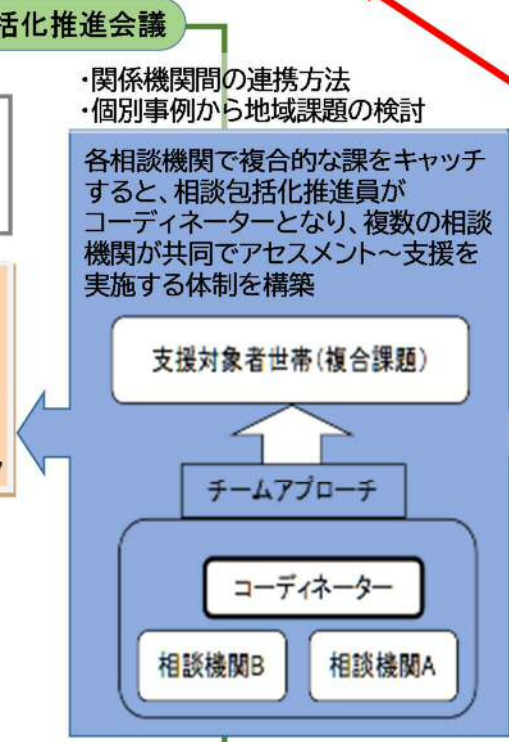 括化推進会議
・関係機関間の連携方法
・個別事例から地域課題の検討
各相談機関で複合的な課をキャッチ
すると、相談包括化推進員が
コーディネーターとなり、複数の相談
機関が共同でアセスメント～支援を
実施する体制を構築
支援対象者世帯(複合課題)
チームアプローチ
コーディネーター
相談機関B
相談機関A